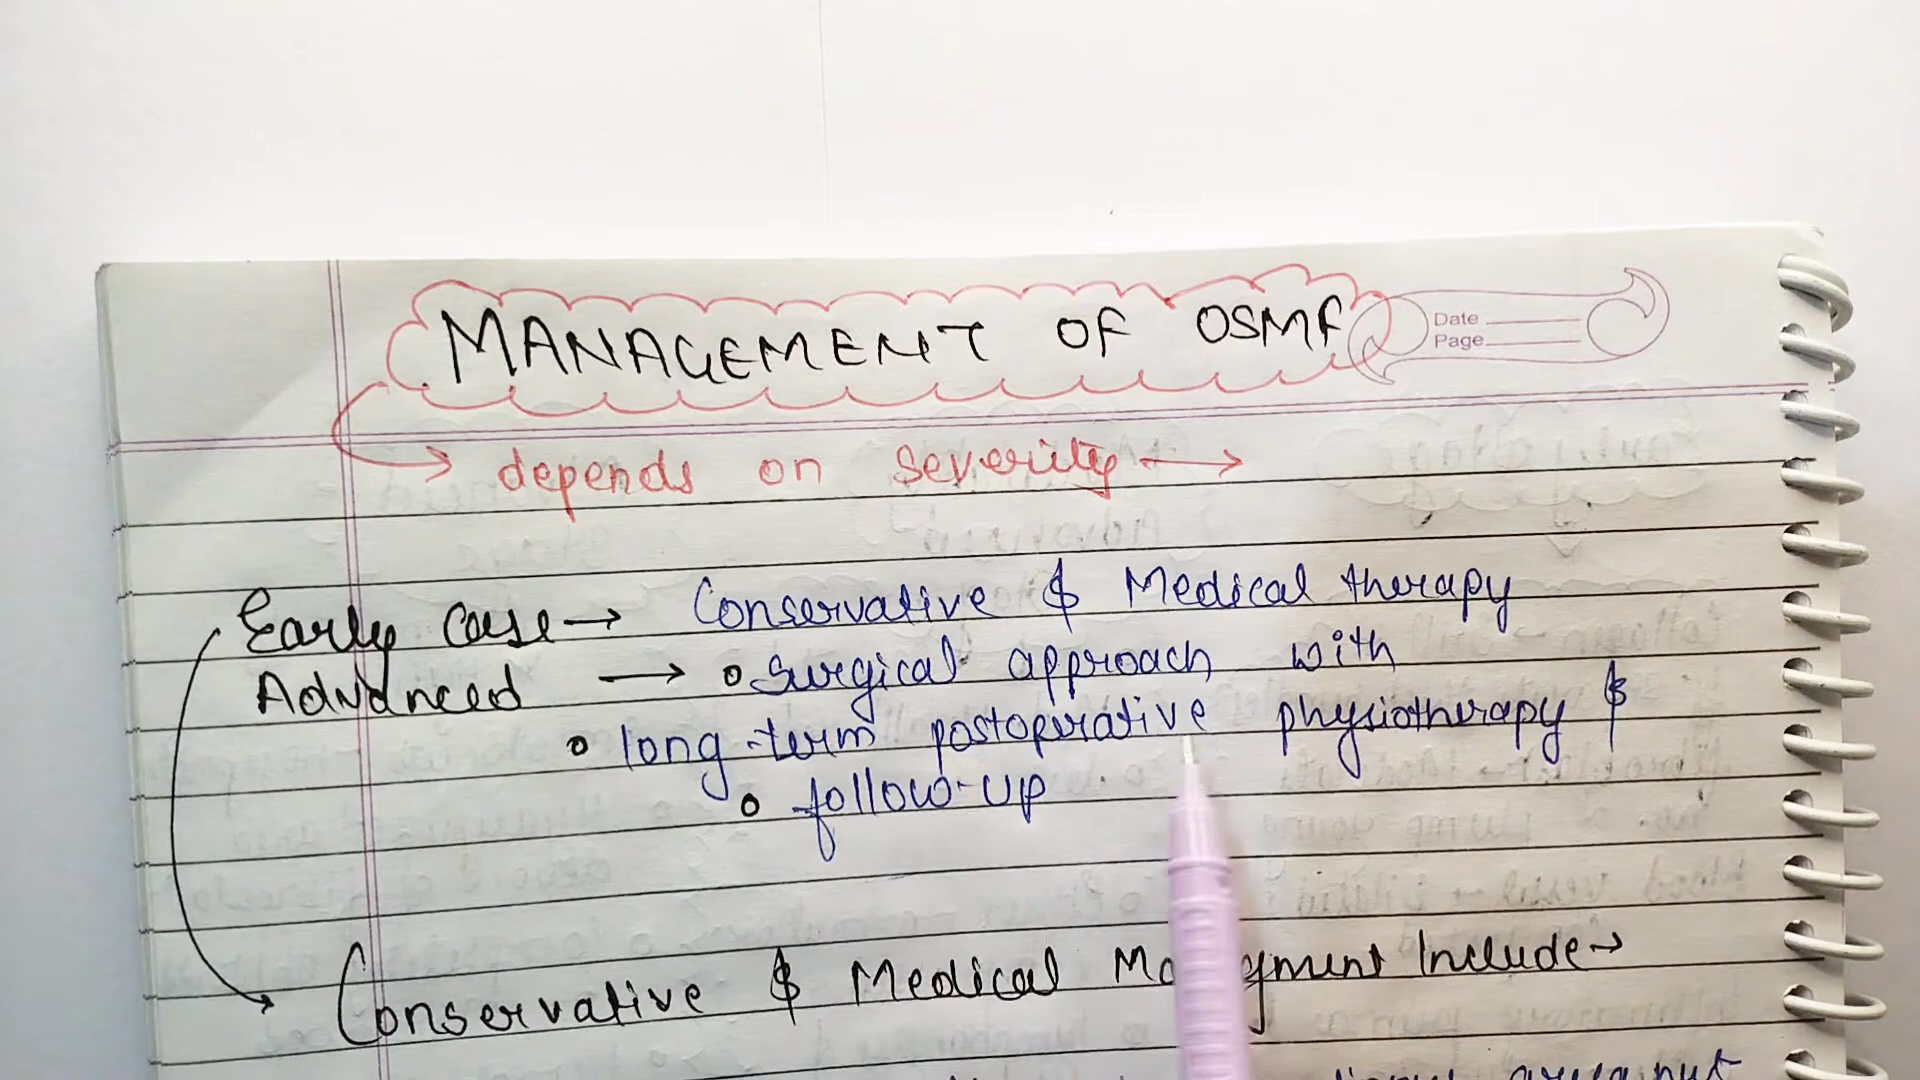 MANAGEMENT OF OSMF
Date
Page
depends on severity →
Early Case → Conservative & Medical therapy
Advanced → o surgical approach with
o long-term postoperative physiotherapy &
o follow-up
Conservative & Medical Include →
arecanut